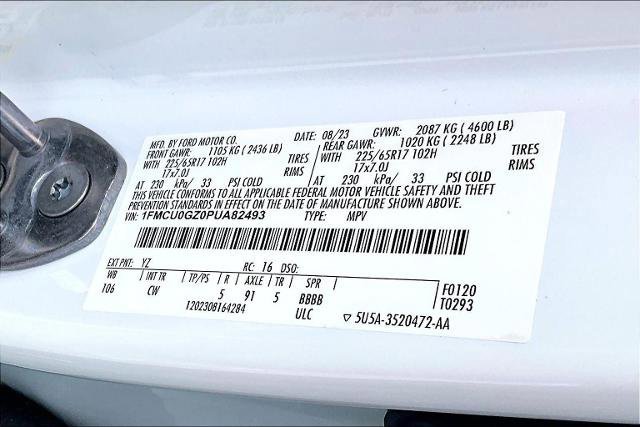 MFD. BY FORD MOTOR CO. DATE: 08/23 GVWR: 2087 KG ( 4600 LB)
FRONT GAWR: 1105 KG ( 2436 LB) REAR GAWR: 1020 KG ( 2248 LB)
WITH 225/65R17 102H TIRES WITH 225/65R17 102H TIRES
17x7.0J RIMS 17x7.0J RIMS
AT 230 kPa/ 33 PSI COLD AT 230 kPa/ 33 PSI COLD
THIS VEHICLE CONFORMS TO ALL APPLICABLE FEDERAL MOTOR VEHICLE SAFETY AND THEFT
PREVENTION STANDARDS IN EFFECT ON THE DATE OF MANUFACTURE SHOWN ABOVE.
VIN: 1FMCU0GZ0PUA82493 TYPE: MPV
EXT PNT: YZ RC: 16 DSO:
WB INT TR TP/PS R AXLE TR SPR F0120
106 CW 5 91 5 BBBB T0293
1202308164284 ULC ▽ 5U5A-3520472-AA